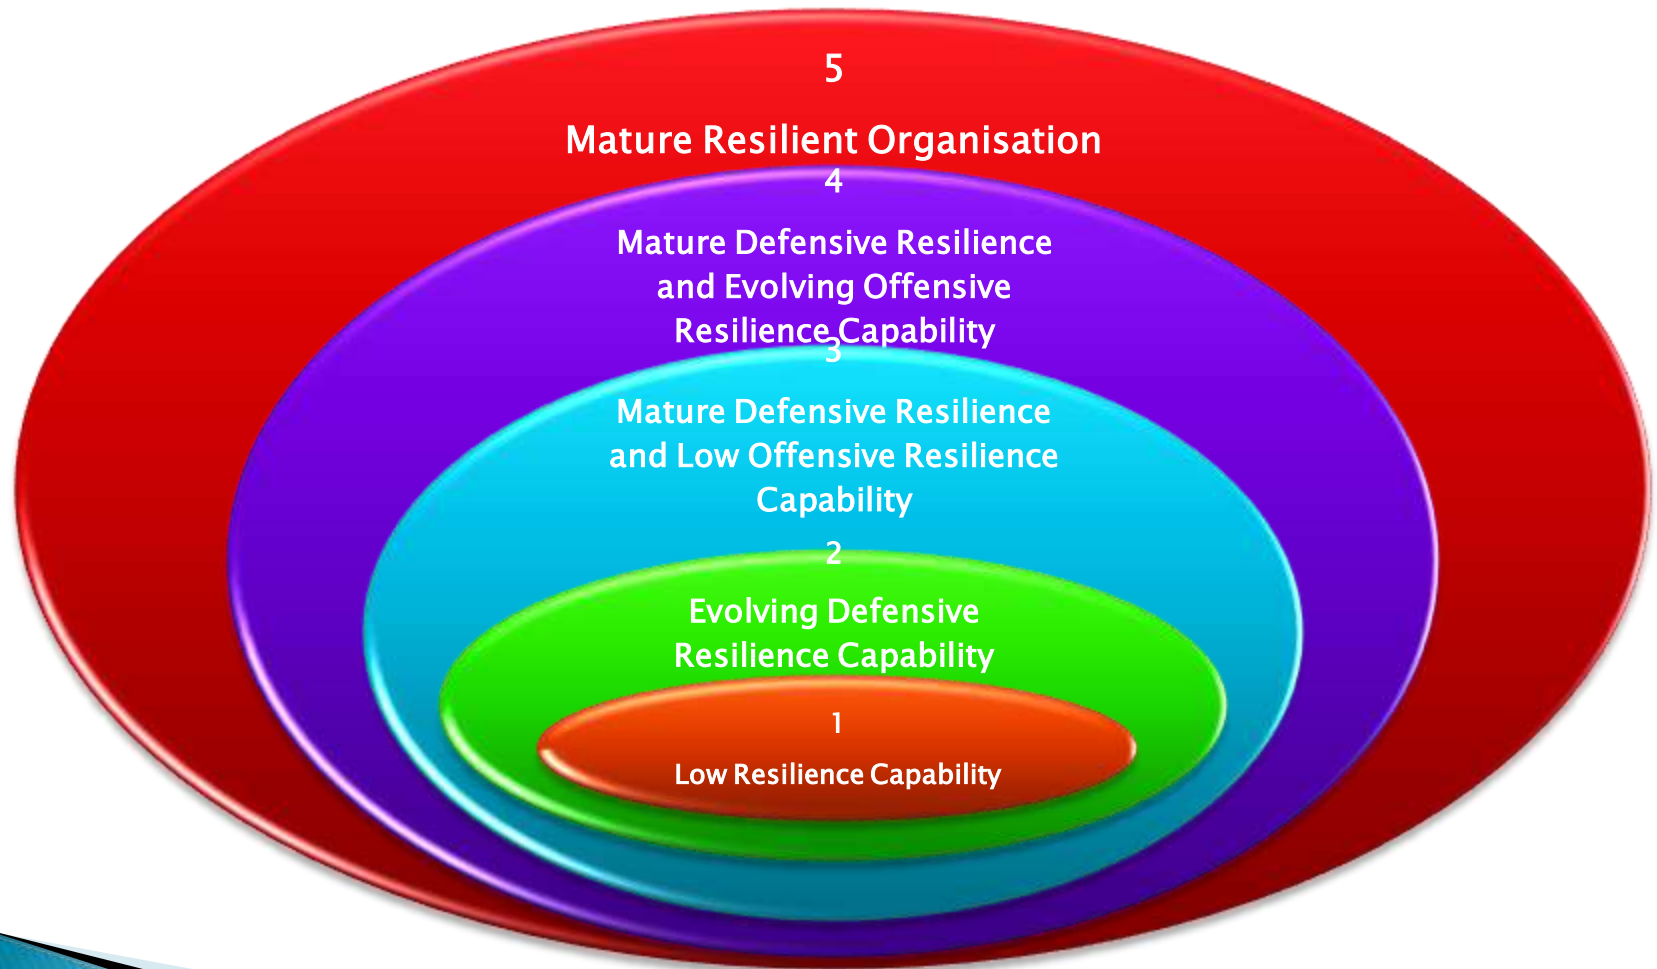 5
Mature Resilient Organisation
4
Mature Defensive Resilience
and Evolving Offensive
Resilience Capability
3
Mature Defensive Resilience
and Low Offensive Resilience
Capability
2
Evolving Defensive
Resilience Capability
1
Low Resilience Capability